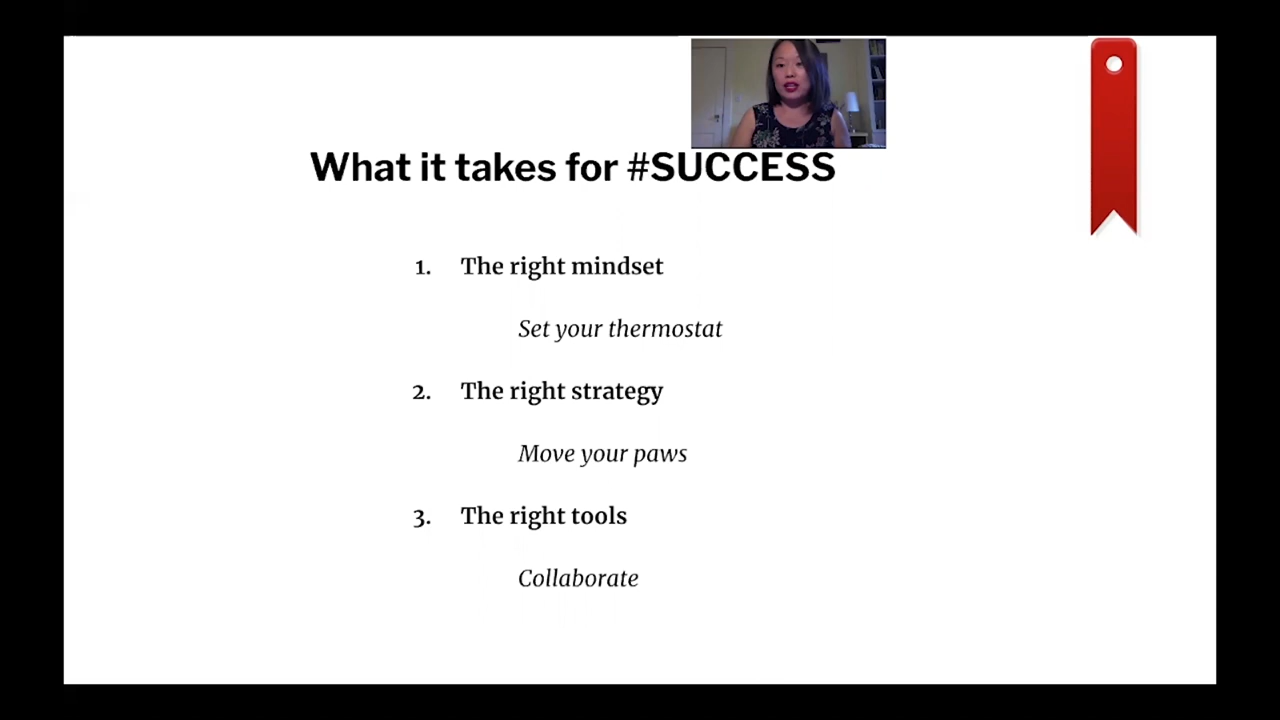 What it takes for #SUCCESS
1. The right mindset
Set your thermostat
2. The right strategy
Move your paws
3. The right tools
Collaborate